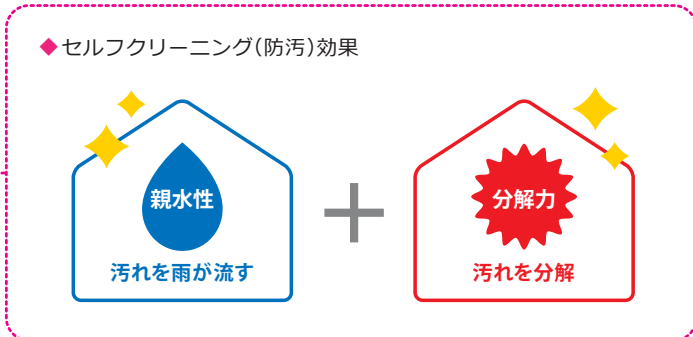 ◆セルフクリーニング(防汚)効果
親水性
汚れを雨が流す
+
分解力
汚れを分解